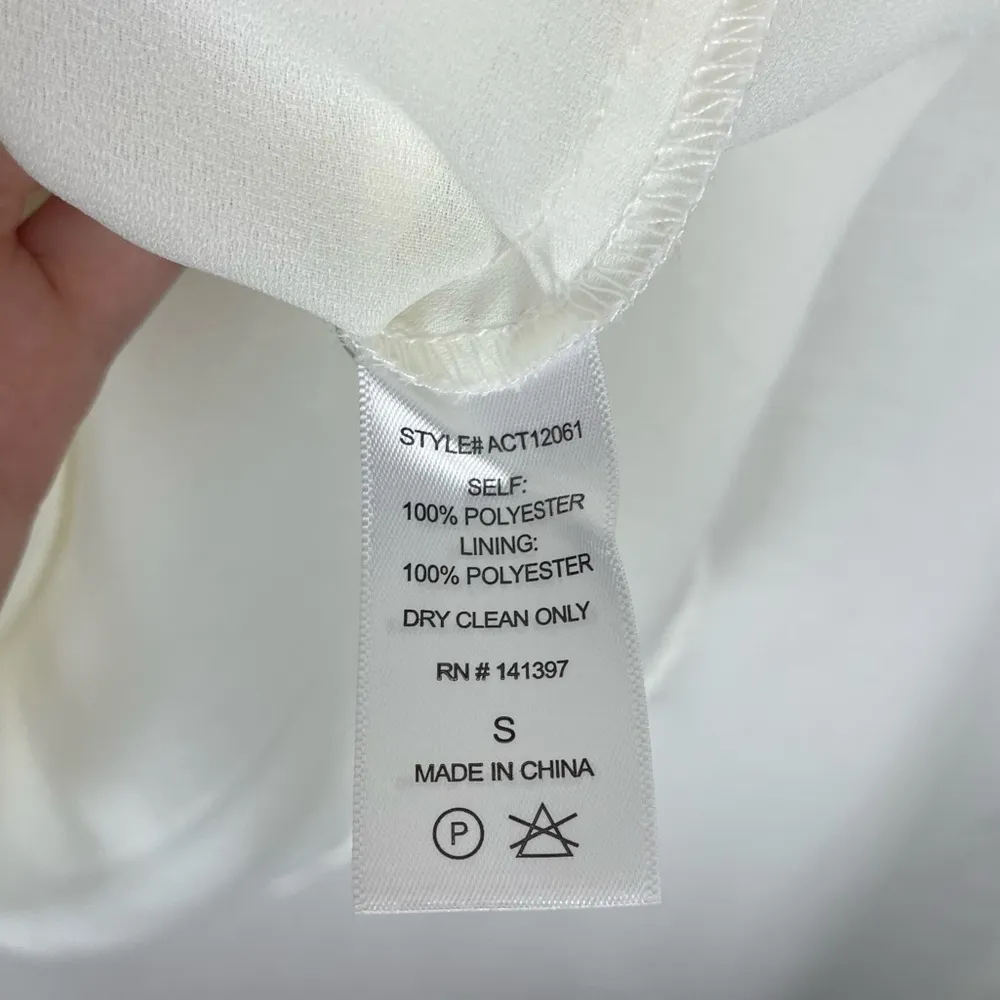 STYLE# ACT12061
SELF:
100% POLYESTER
LINING:
100% POLYESTER
DRY CLEAN ONLY
RN # 141397
S
MADE IN CHINA
P